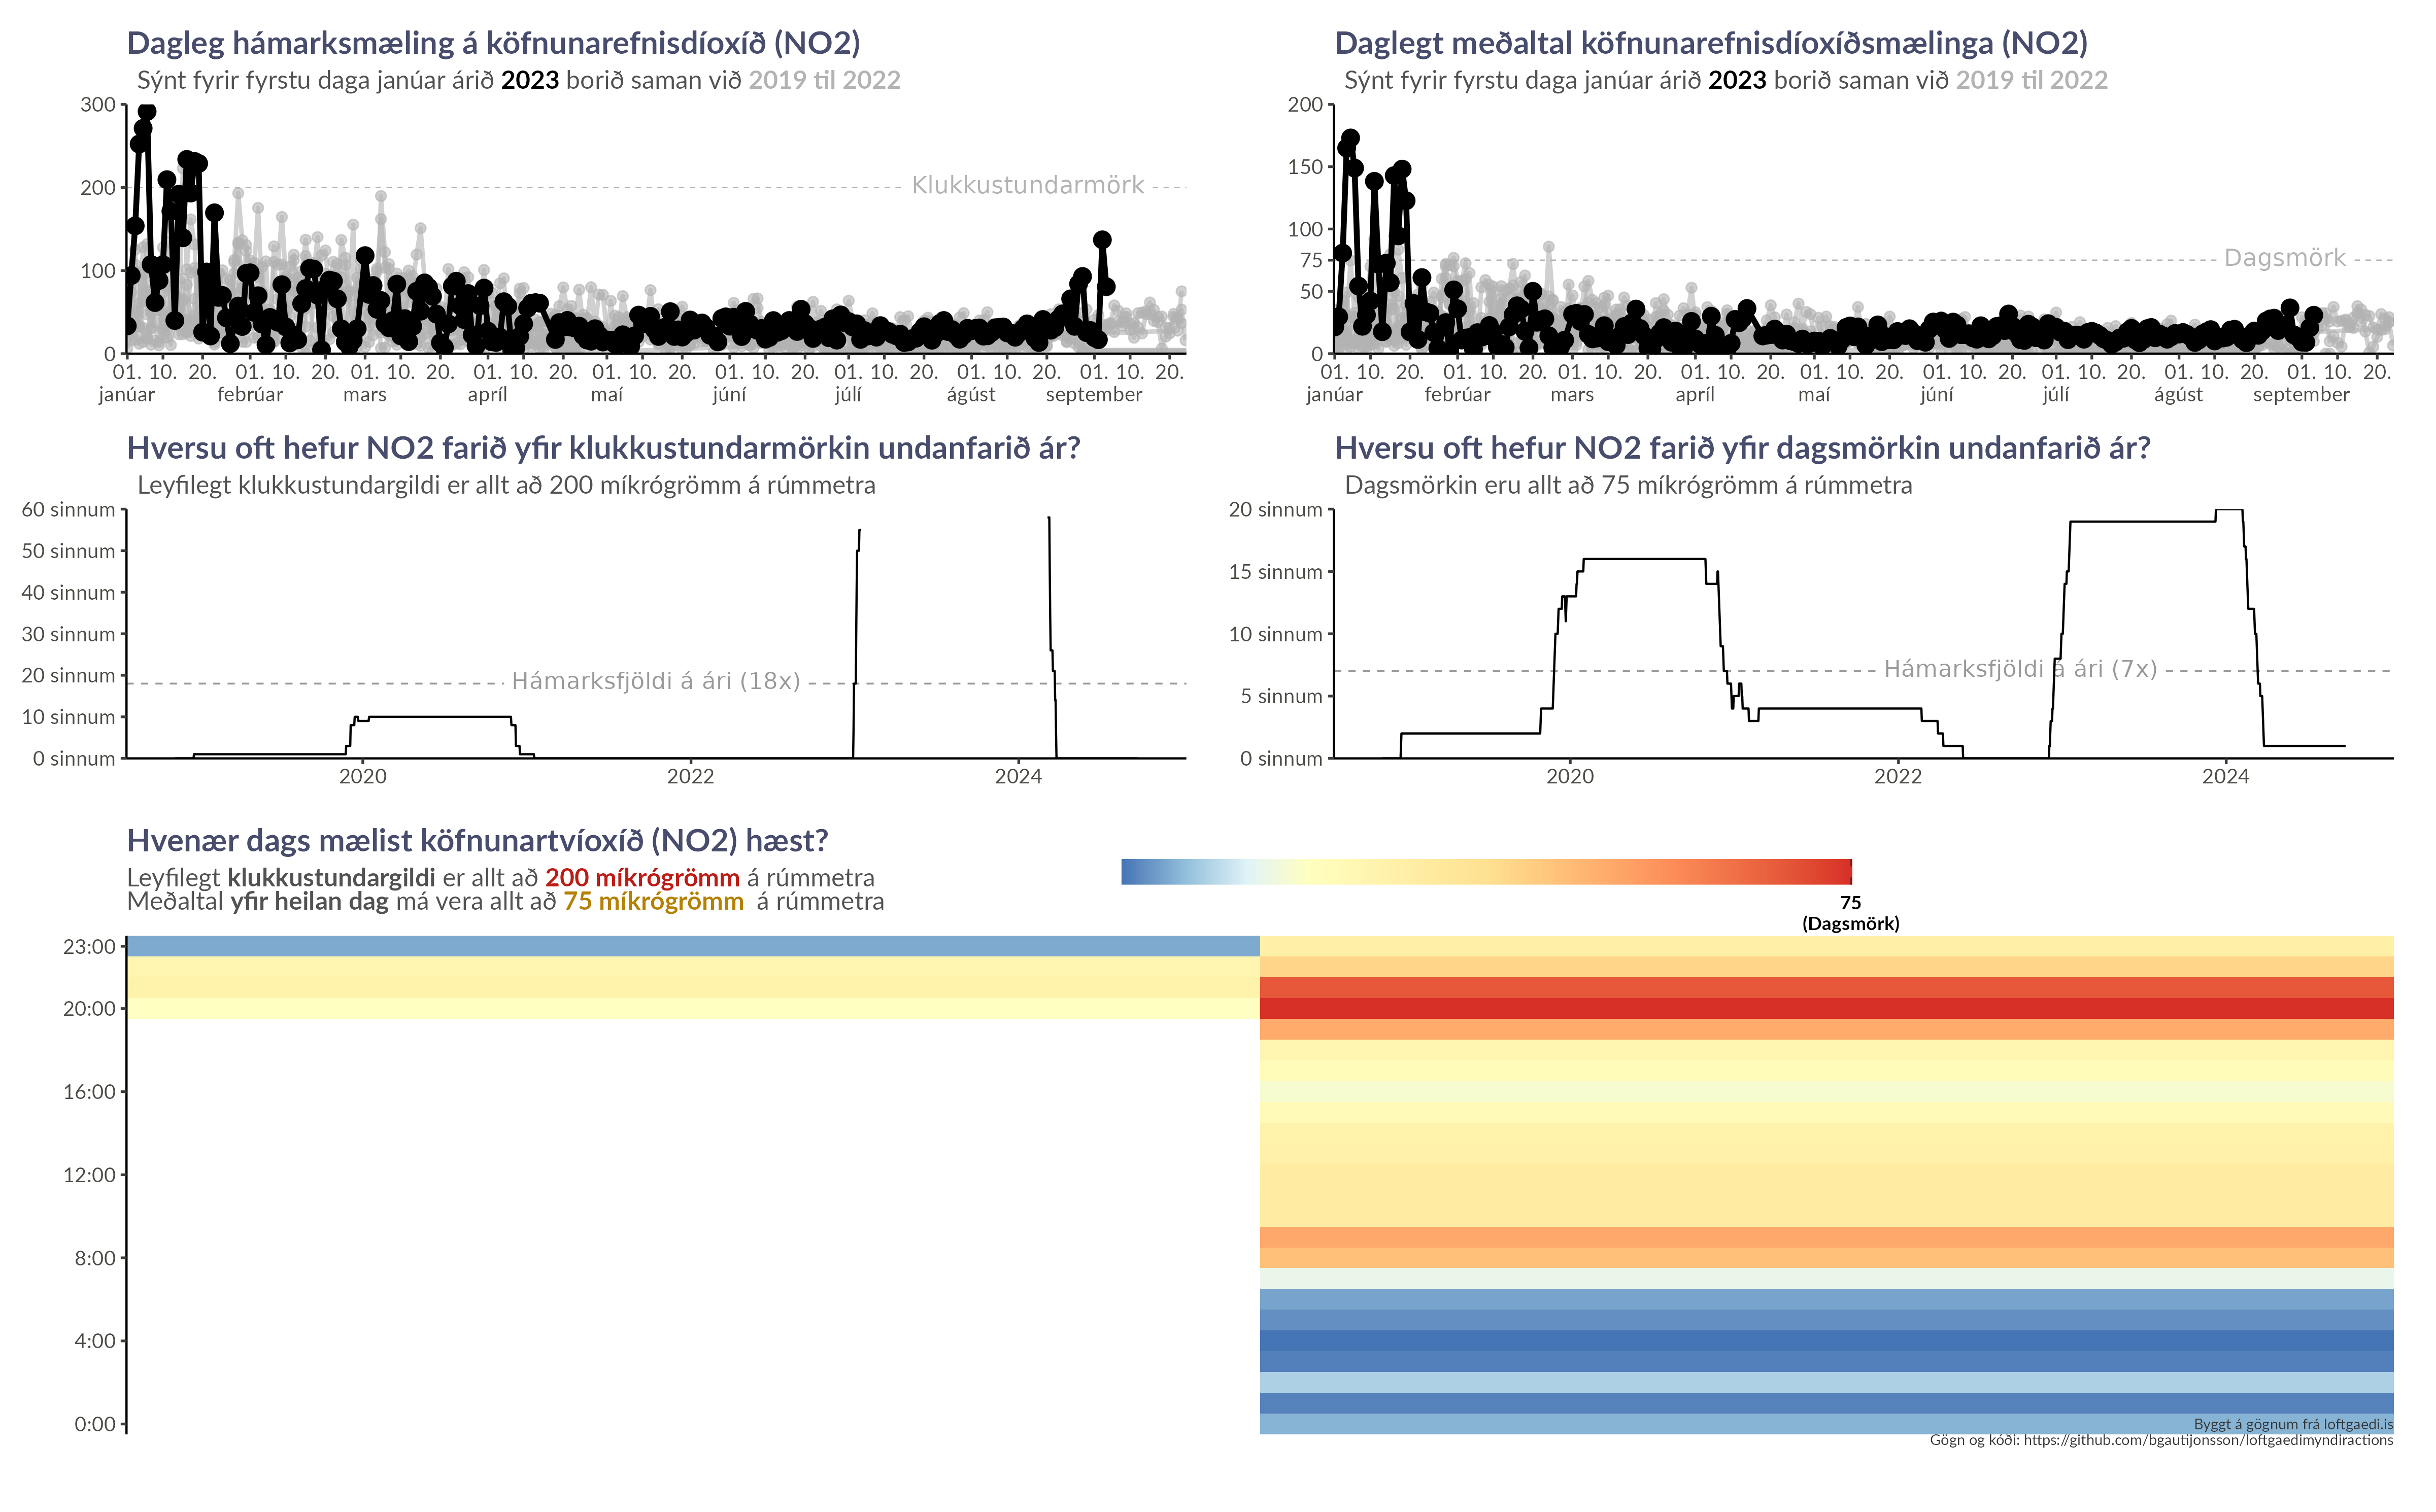 Dagleg hámarksmæling á köfnunarefnisdíoxíð (NO2)
Sýnt fyrir fyrstu daga janúar árið 2023 borið saman við 2019 til 2022
300
200
100
0
Klukkustundarmörk
01. 10. 20. 01. 10. 20. 01. 10. 20. 01. 10. 20. 01. 10. 20. 01. 10. 20. 01. 10. 20. 01. 10. 20. 01. 10. 20.
janúar febrúar mars apríl maí júní júlí ágúst september
Daglegt meðaltal köfnunarefnisdíoxíðsmælinga (NO2)
Sýnt fyrir fyrstu daga janúar árið 2023 borið saman við 2019 til 2022
200
150
100
75
50
0
Dagsmörk
01. 10. 20. 01. 10. 20. 01. 10. 20. 01. 10. 20. 01. 10. 20. 01. 10. 20. 01. 10. 20. 01. 10. 20. 01. 10. 20.
janúar febrúar mars apríl maí júní júlí ágúst september
Hversu oft hefur NO2 farið yfir klukkustundarmörkin undanfarið ár?
Leyfilegt klukkustundargildi er allt að 200 míkrógrömm á rúmmetra
60 sinnum
50 sinnum
40 sinnum
30 sinnum
20 sinnum
10 sinnum
0 sinnum
Hámarksfjöldi á ári (18x)
2020 2022 2024
Hversu oft hefur NO2 farið yfir dagsmörkin undanfarið ár?
Dagsmörkin eru allt að 75 míkrógrömm á rúmmetra
20 sinnum
15 sinnum
10 sinnum
5 sinnum
0 sinnum
Hámarksfjöldi á ári (7x)
2020 2022 2024
Hvenær dags mælist köfnunartvíoxíð (NO2) hæst?
Leyfilegt klukkustundargildi er allt að 200 míkrógrömm á rúmmetra
Meðaltal yfir heilan dag má vera allt að 75 míkrógrömm á rúmmetra
75
(Dagsmörk)
23:00
20:00
16:00
12:00
8:00
4:00
0:00
Byggt á gögnum frá loftgaedi.is
Gögn og kóði: https://github.com/bgautijonsson/loftgaedimyndiractions